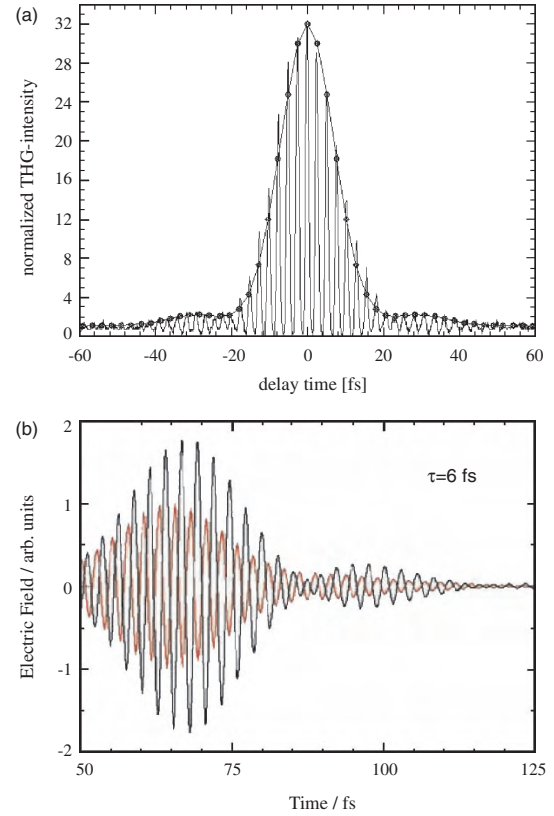 (a)
normalized THG-intensity
32
28
24
20
16
12
8
4
0
-60 -40 -20 0 20 40 60
delay time [fs]
(b)
Electric Field / arb. units
2
1
0
-1
-2
τ=6 fs
50 75 100 125
Time / fs